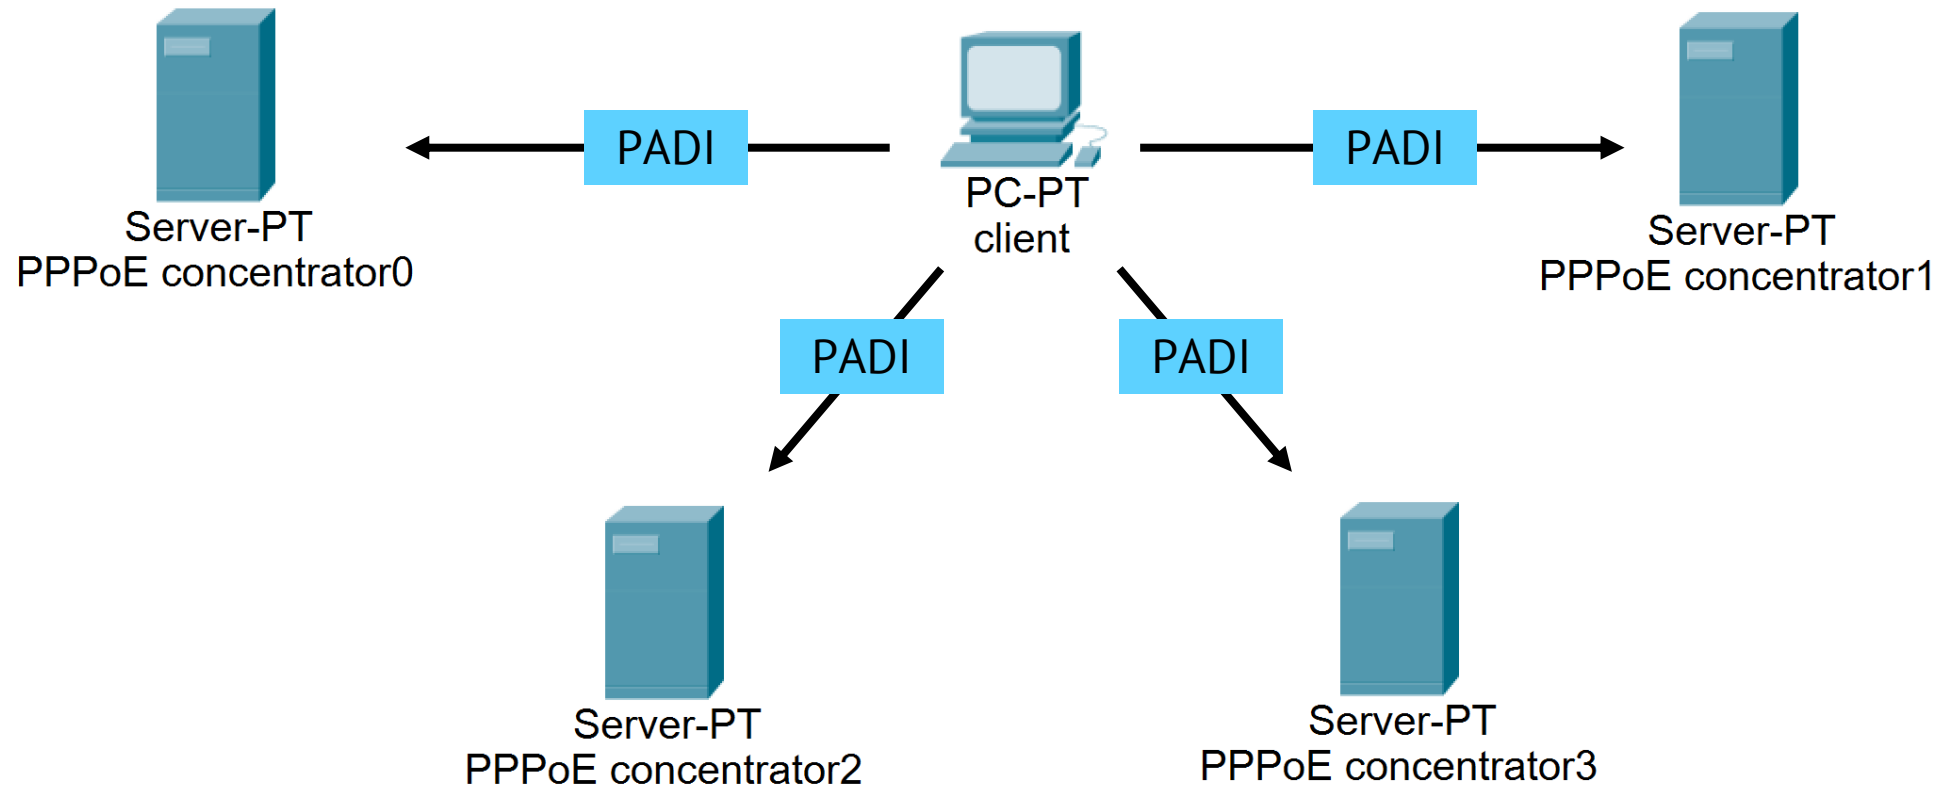 PADI
PADI
PC-PT
client
Server-PT
PPPoE concentrator0
Server-PT
PPPoE concentrator1
PADI
PADI
Server-PT
PPPoE concentrator2
Server-PT
PPPoE concentrator3